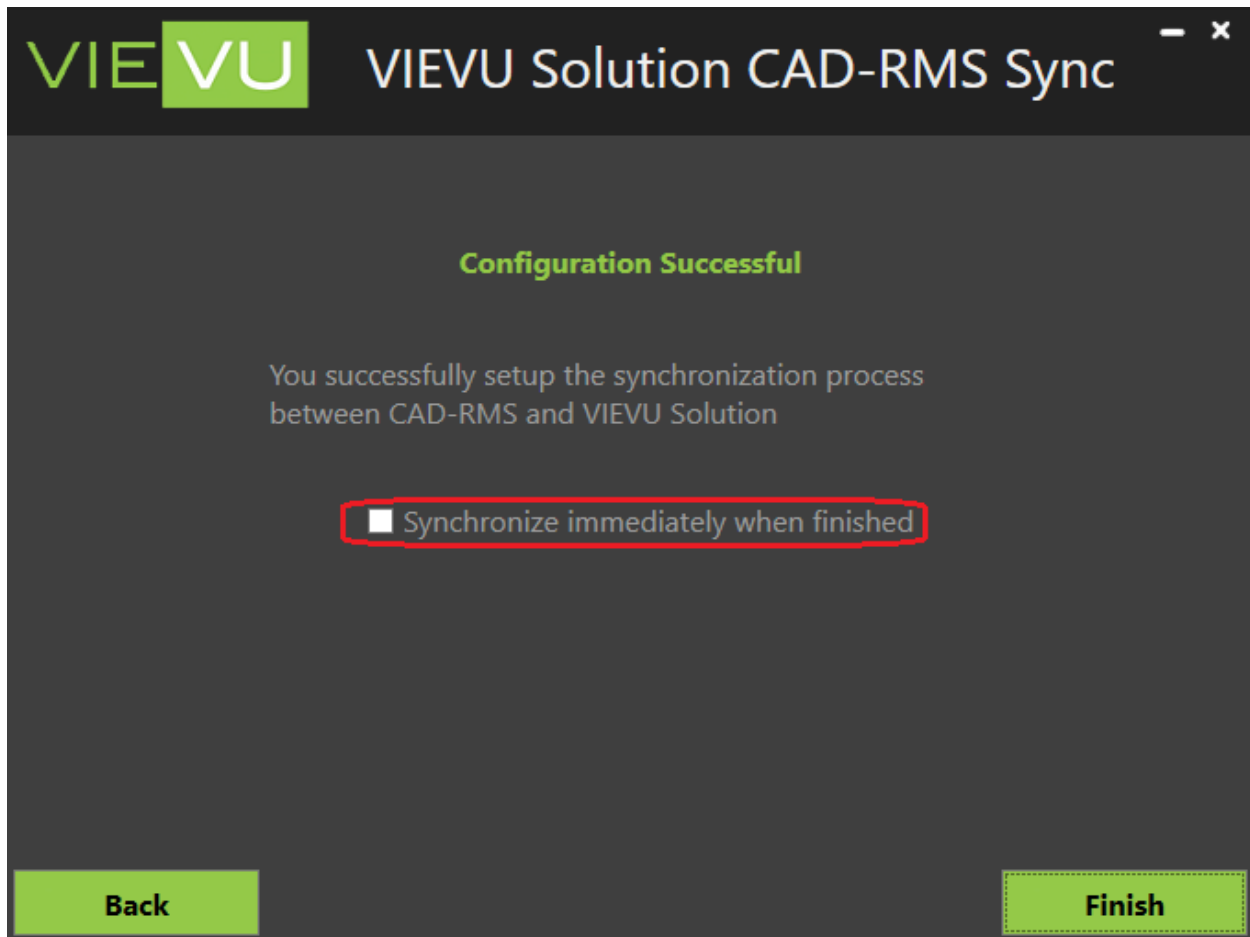 VIEVU
VIEVU Solution CAD-RMS Sync
Configuration Successful
You successfully setup the synchronization process
between CAD-RMS and VIEVU Solution
Synchronize immediately when finished
Back
Finish